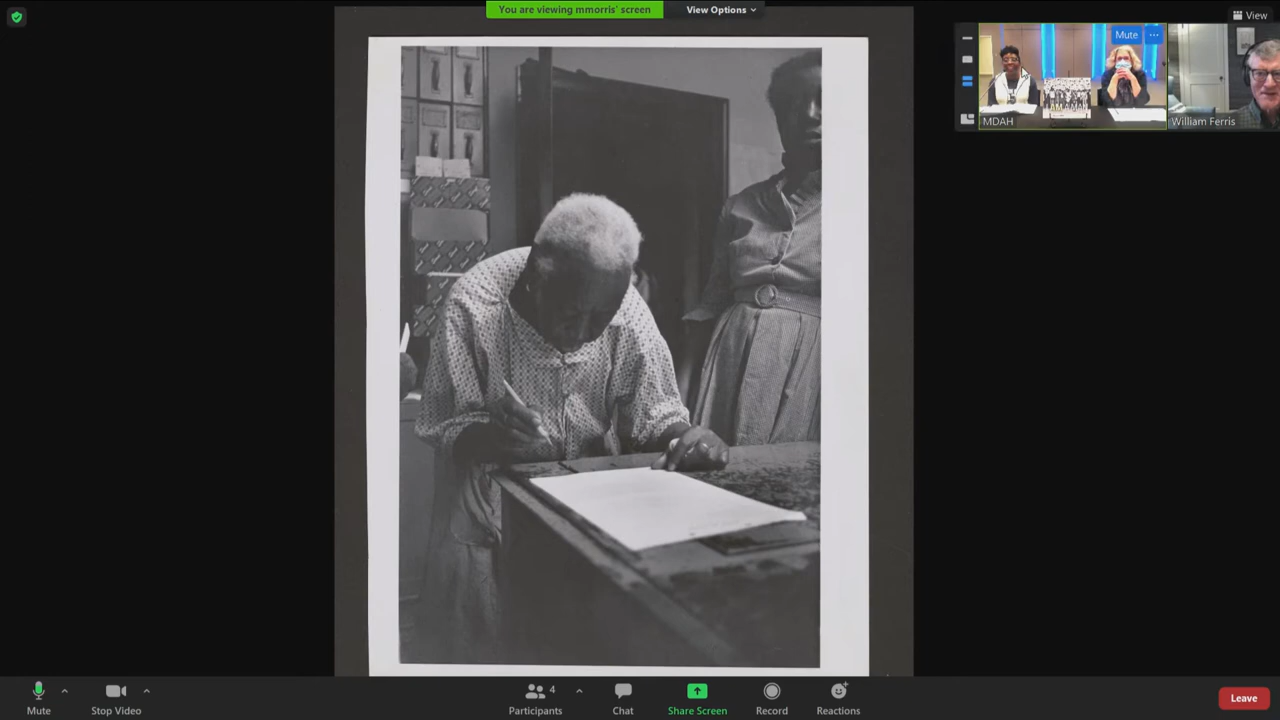 You are viewing mmorris' screen
View Options
View
Mute
MDAH
William Ferris
Mute
Stop Video
4
Participants
Chat
Share Screen
Record
Reactions
Leave